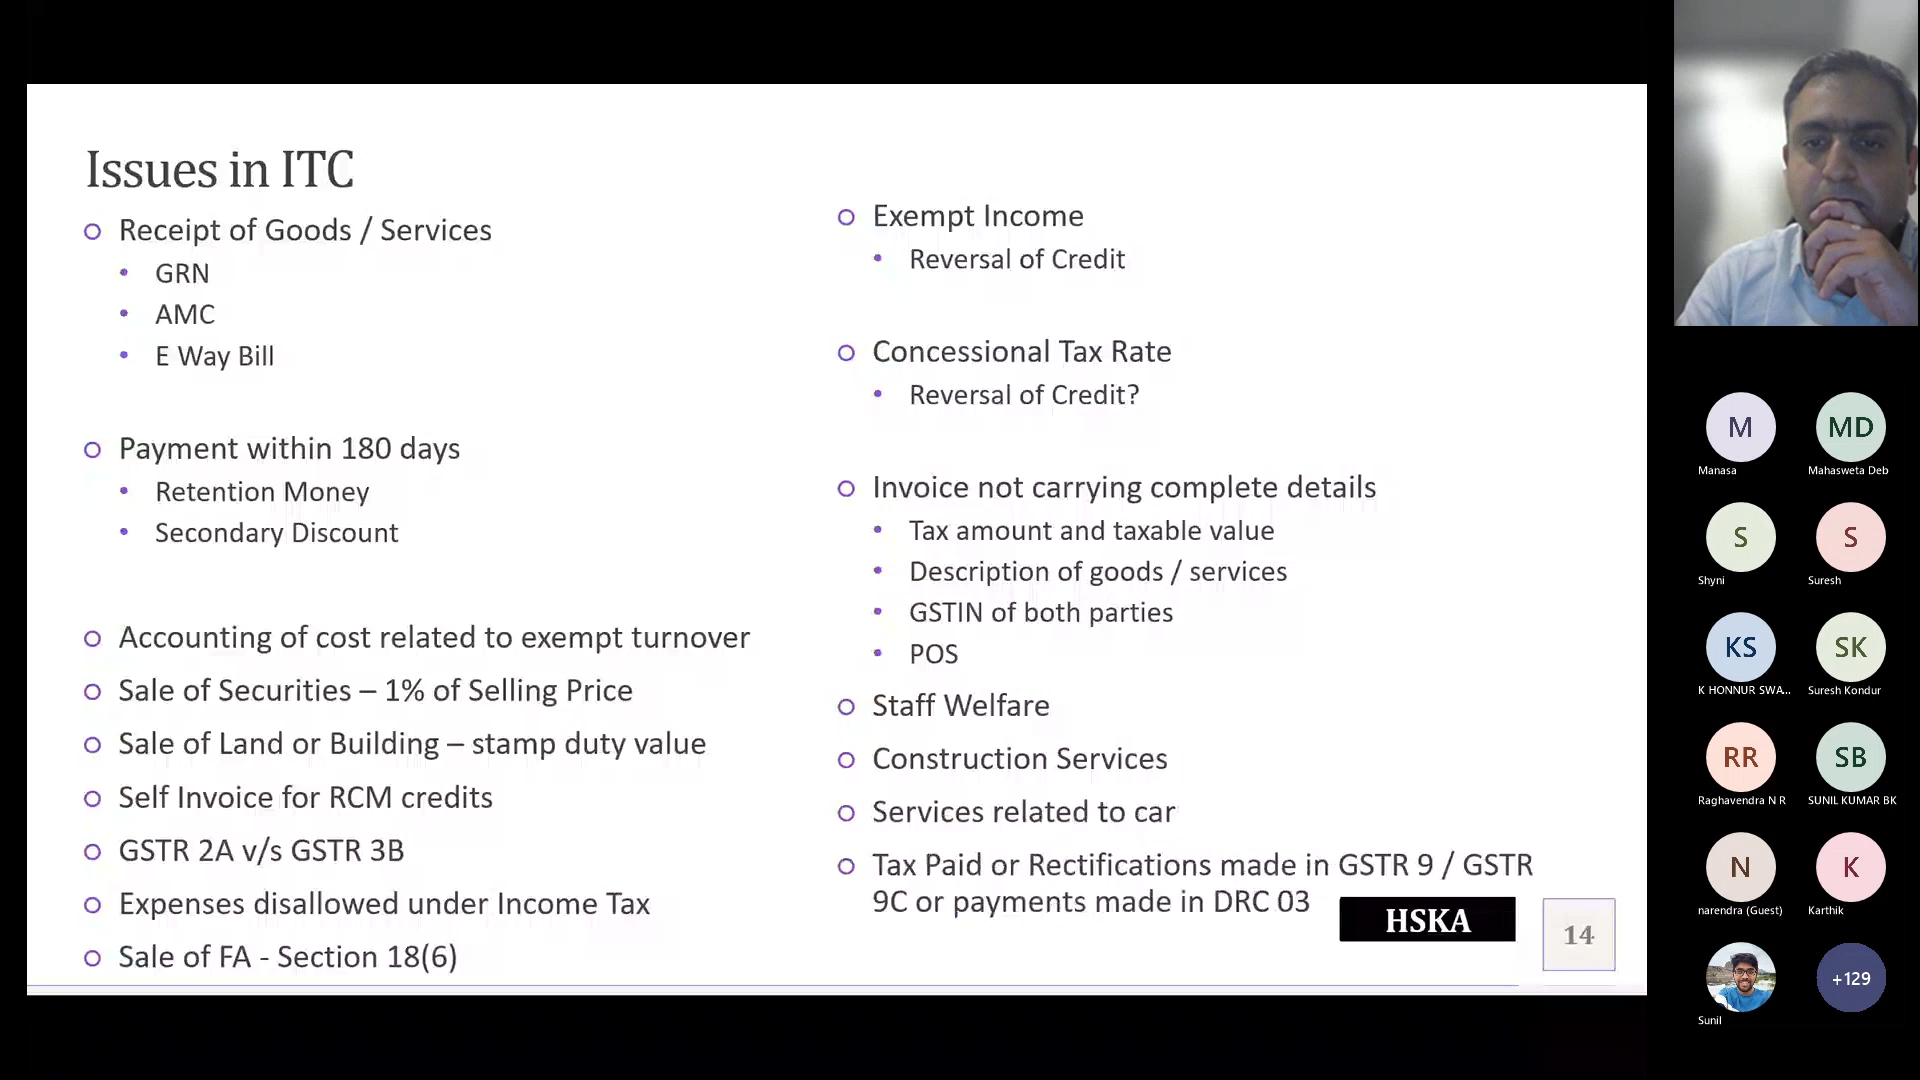 Issues in ITC
Receipt of Goods / Services
GRN
AMC
E Way Bill
Payment within 180 days
Retention Money
Secondary Discount
Accounting of cost related to exempt turnover
Sale of Securities – 1% of Selling Price
Sale of Land or Building – stamp duty value
Self Invoice for RCM credits
GSTR 2A v/s GSTR 3B
Expenses disallowed under Income Tax
Sale of FA - Section 18(6)
Exempt Income
Reversal of Credit
Concessional Tax Rate
Reversal of Credit?
Invoice not carrying complete details
Tax amount and taxable value
Description of goods / services
GSTIN of both parties
POS
Staff Welfare
Construction Services
Services related to car
Tax Paid or Rectifications made in GSTR 9 / GSTR
9C or payments made in DRC 03
HSKA
14
M
Manasa
MD
Mahasweta Deb
S
Shyni
S
Suresh
KS
K HONNUR SWA...
SK
Suresh Kondur
RR
Raghavendra N R
SB
SUNIL KUMAR BK
N
narendra (Guest)
K
Karthik
Sunil
+129